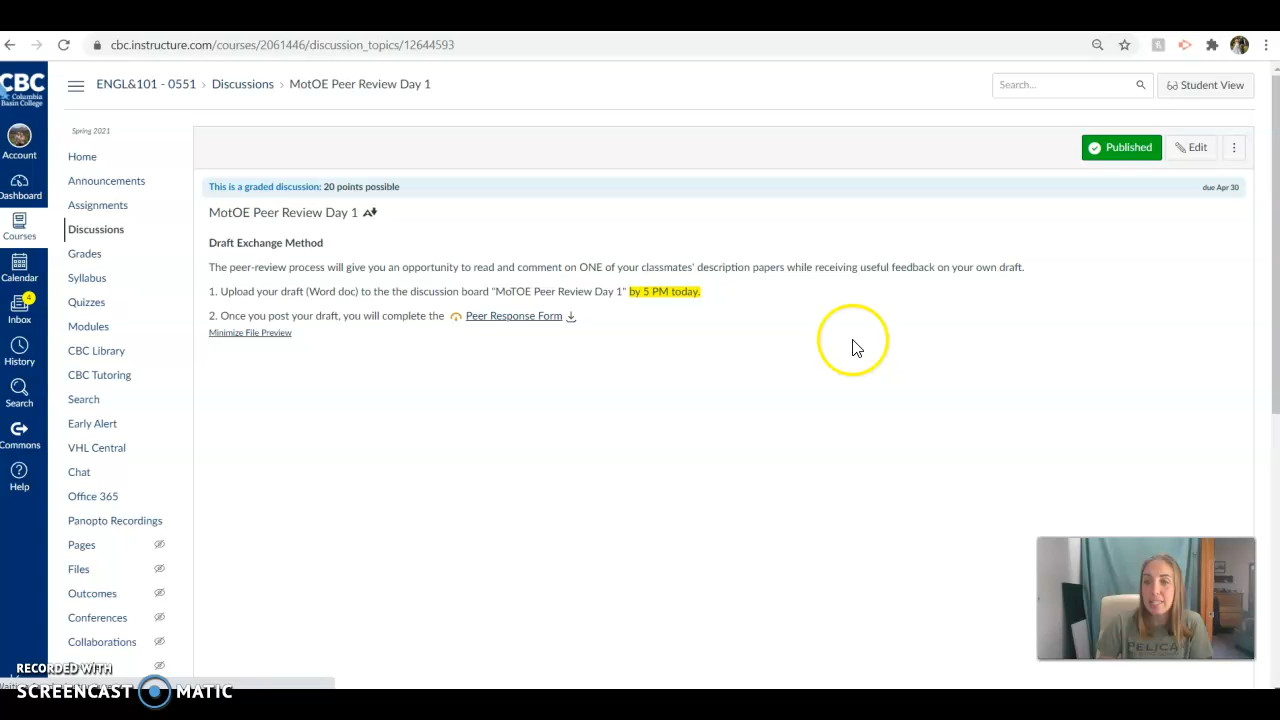 cbc.instructure.com/courses/2061446/discussion_topics/12644593
CBC
Columbia
Basin College
ENGL&101 - 0551 › Discussions › MotOE Peer Review Day 1
Search...
Student View
Account
Dashboard
Courses
Calendar
4
Inbox
History
Search
Commons
Help
Spring 2021
Home
Announcements
Assignments
Discussions
Grades
Syllabus
Quizzes
Modules
CBC Library
CBC Tutoring
Search
Early Alert
VHL Central
Chat
Office 365
Panopto Recordings
Pages
Files
Outcomes
Conferences
Collaborations
Published
Edit
This is a graded discussion: 20 points possible
due Apr 30
MotOE Peer Review Day 1
Draft Exchange Method
The peer-review process will give you an opportunity to read and comment on ONE of your classmates' description papers while receiving useful feedback on your own draft.
1. Upload your draft (Word doc) to the the discussion board "MoTOE Peer Review Day 1" by 5 PM today.
2. Once you post your draft, you will complete the Peer Response Form
Minimize File Preview
PELICA
RECORDED WITH
SCREENCAST MATIC